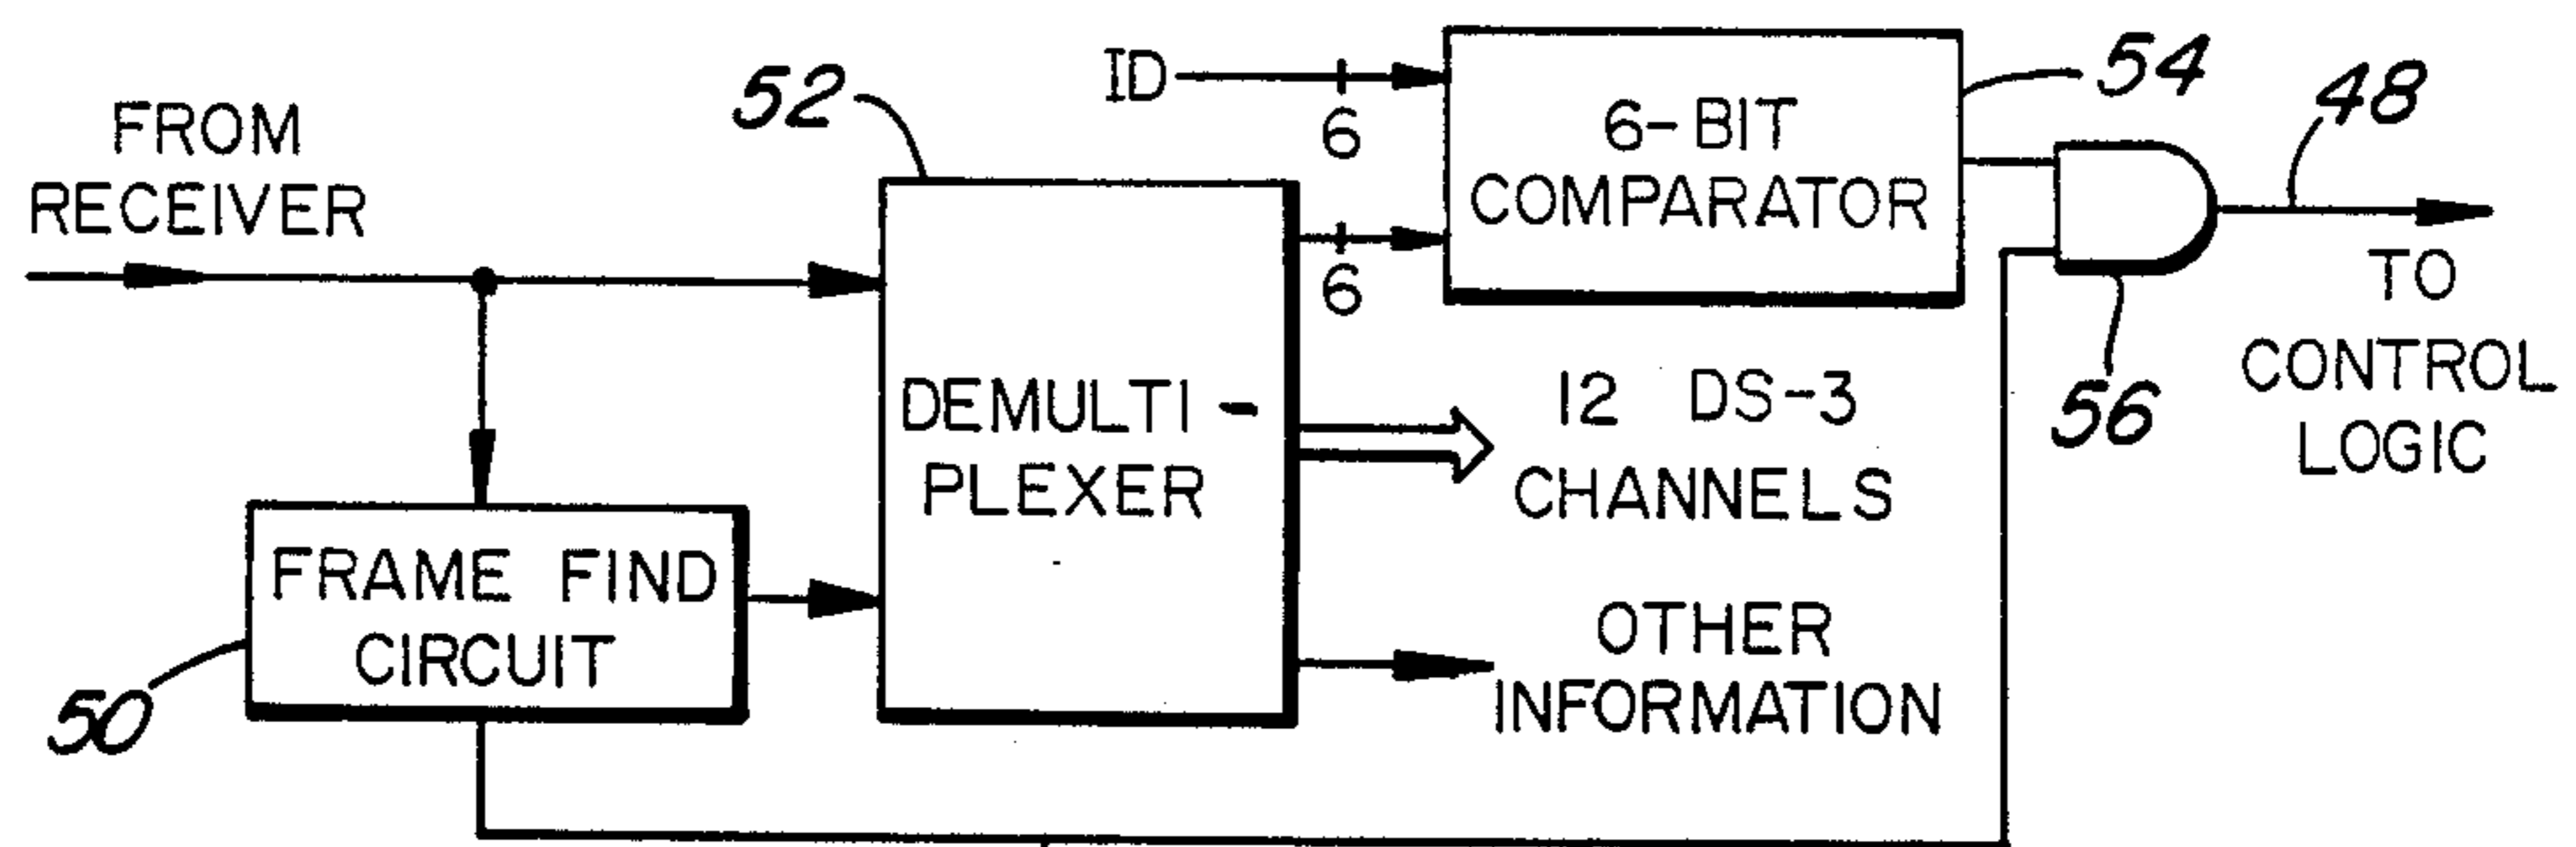 FROM
RECEIVER
52
ID
6
6
6-BIT
COMPARATOR
54
48
56
TO
CONTROL
LOGIC
DEMULTI-
PLEXER
12 DS-3
CHANNELS
OTHER
INFORMATION
FRAME FIND
CIRCUIT
50